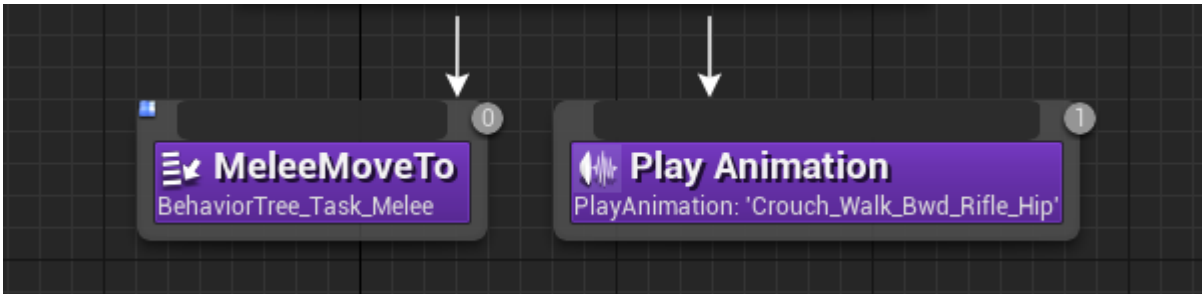 0
MeleeMoveTo
BehaviorTree_Task_Melee
1
Play Animation
PlayAnimation: 'Crouch_Walk_Bwd_Rifle_Hip'